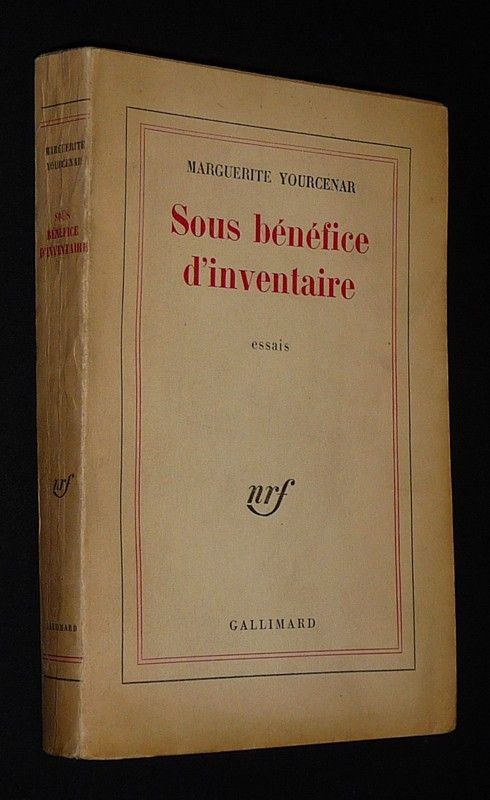 MARGUERITE
YOURCENAR
SOUS
BÉNÉFICE
D'INVENTAIRE
nrf
GALLIMARD
MARGUERITE YOURCENAR
Sous bénéfice
d'inventaire
essais
nrf
GALLIMARD